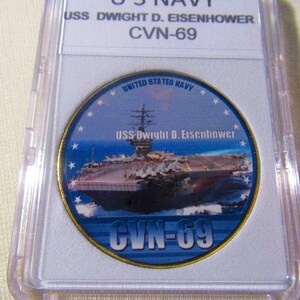 U S NAVY
USS DWIGHT D. EISENHOWER
CVN-69
UNITED STATES NAVY
USS Dwight D. Eisenhower
CVN-69